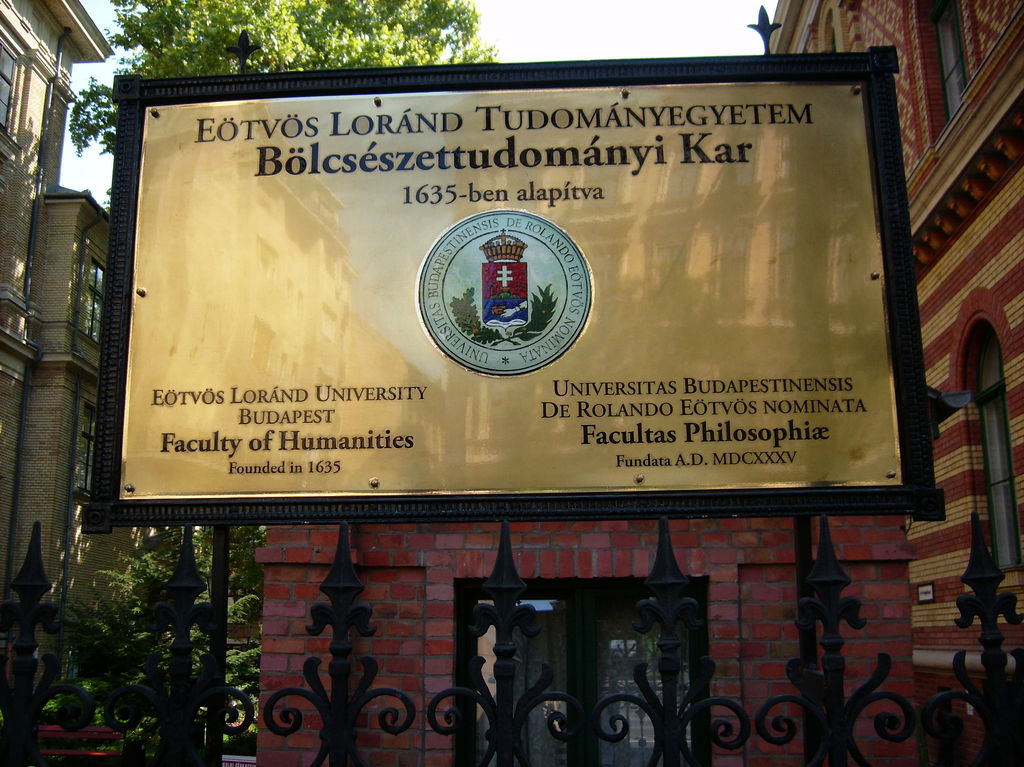 EÖTVÖS LORÁND TUDOMÁNYEGYETEM
Bölcsészettudományi Kar
1635-ben alapítva
UNIVERSITAS BUDAPESTINENSIS DE ROLANDO EÖTVÖS NOMINATA *
EÖTVÖS LORÁND UNIVERSITY
BUDAPEST
Faculty of Humanities
Founded in 1635
UNIVERSITAS BUDAPESTINENSIS
DE ROLANDO EÖTVÖS NOMINATA
Facultas Philosophiæ
Fundata A.D. MDCXXXV